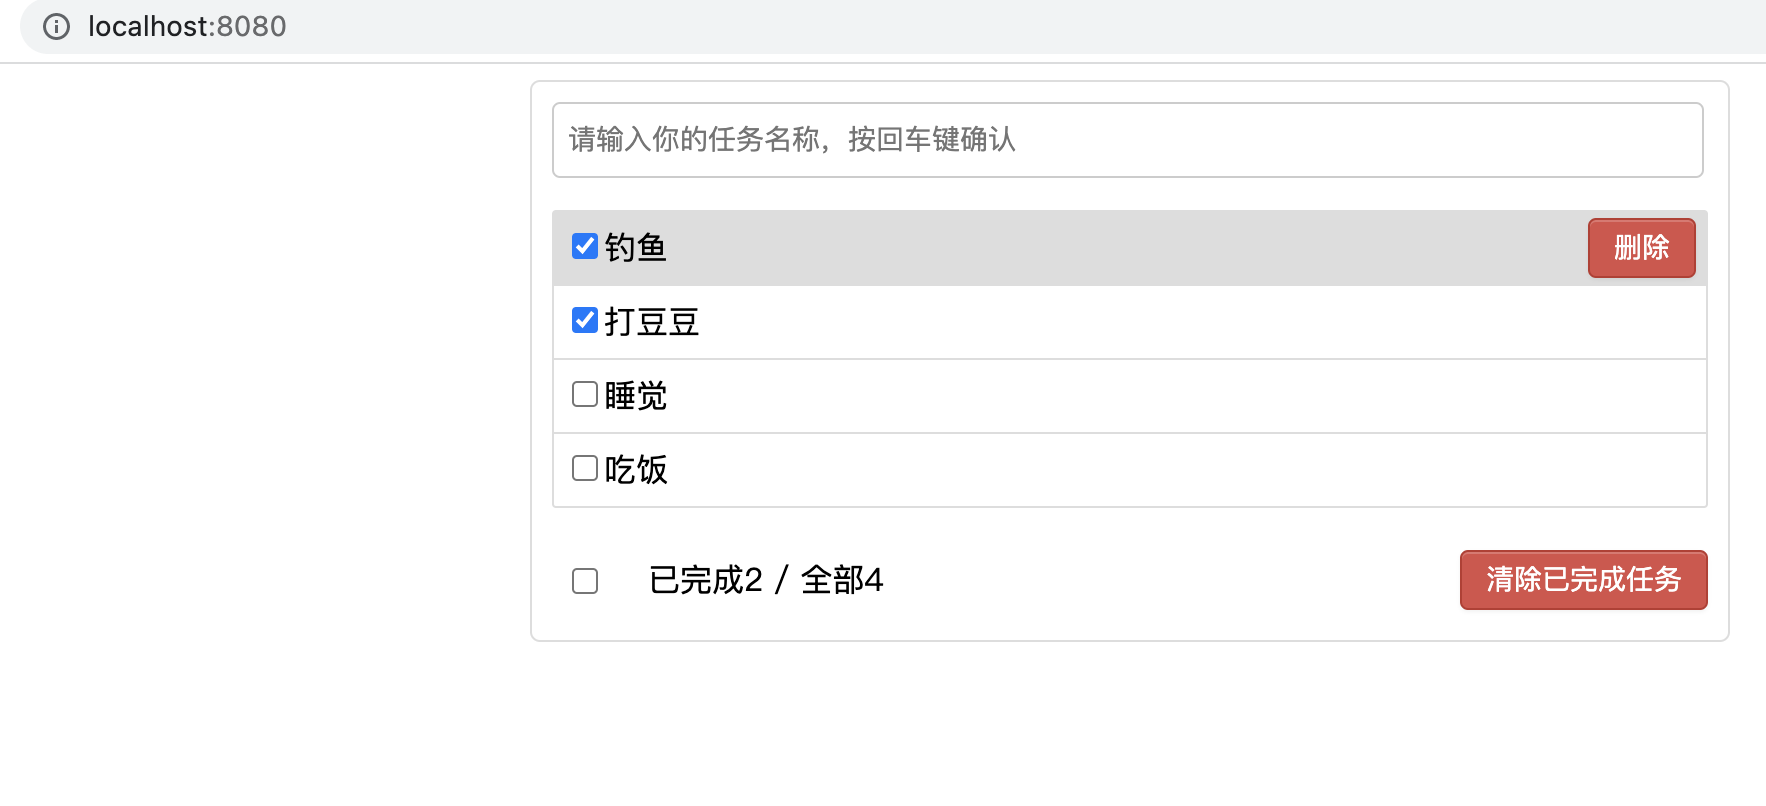 localhost:8080
请输入你的任务名称，按回车键确认
钓鱼 删除
打豆豆
睡觉
吃饭
已完成2 / 全部4 清除已完成任务